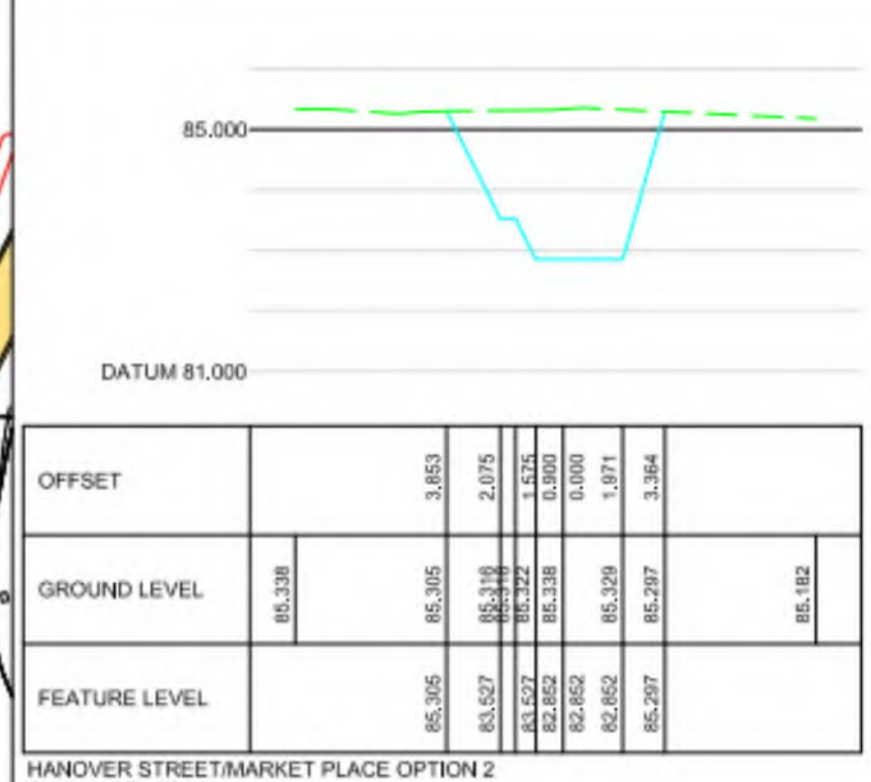 85.000
DATUM 81.000
OFFSET 3.853 2.075 1.575 0.900 0.000 1.971 3.364
GROUND LEVEL 85.338 85.305 85.316 85.322 85.338 85.329 85.297 85.182
FEATURE LEVEL 85.305 83.527 83.527 82.852 82.852 82.852 85.297
HANOVER STREET/MARKET PLACE OPTION 2